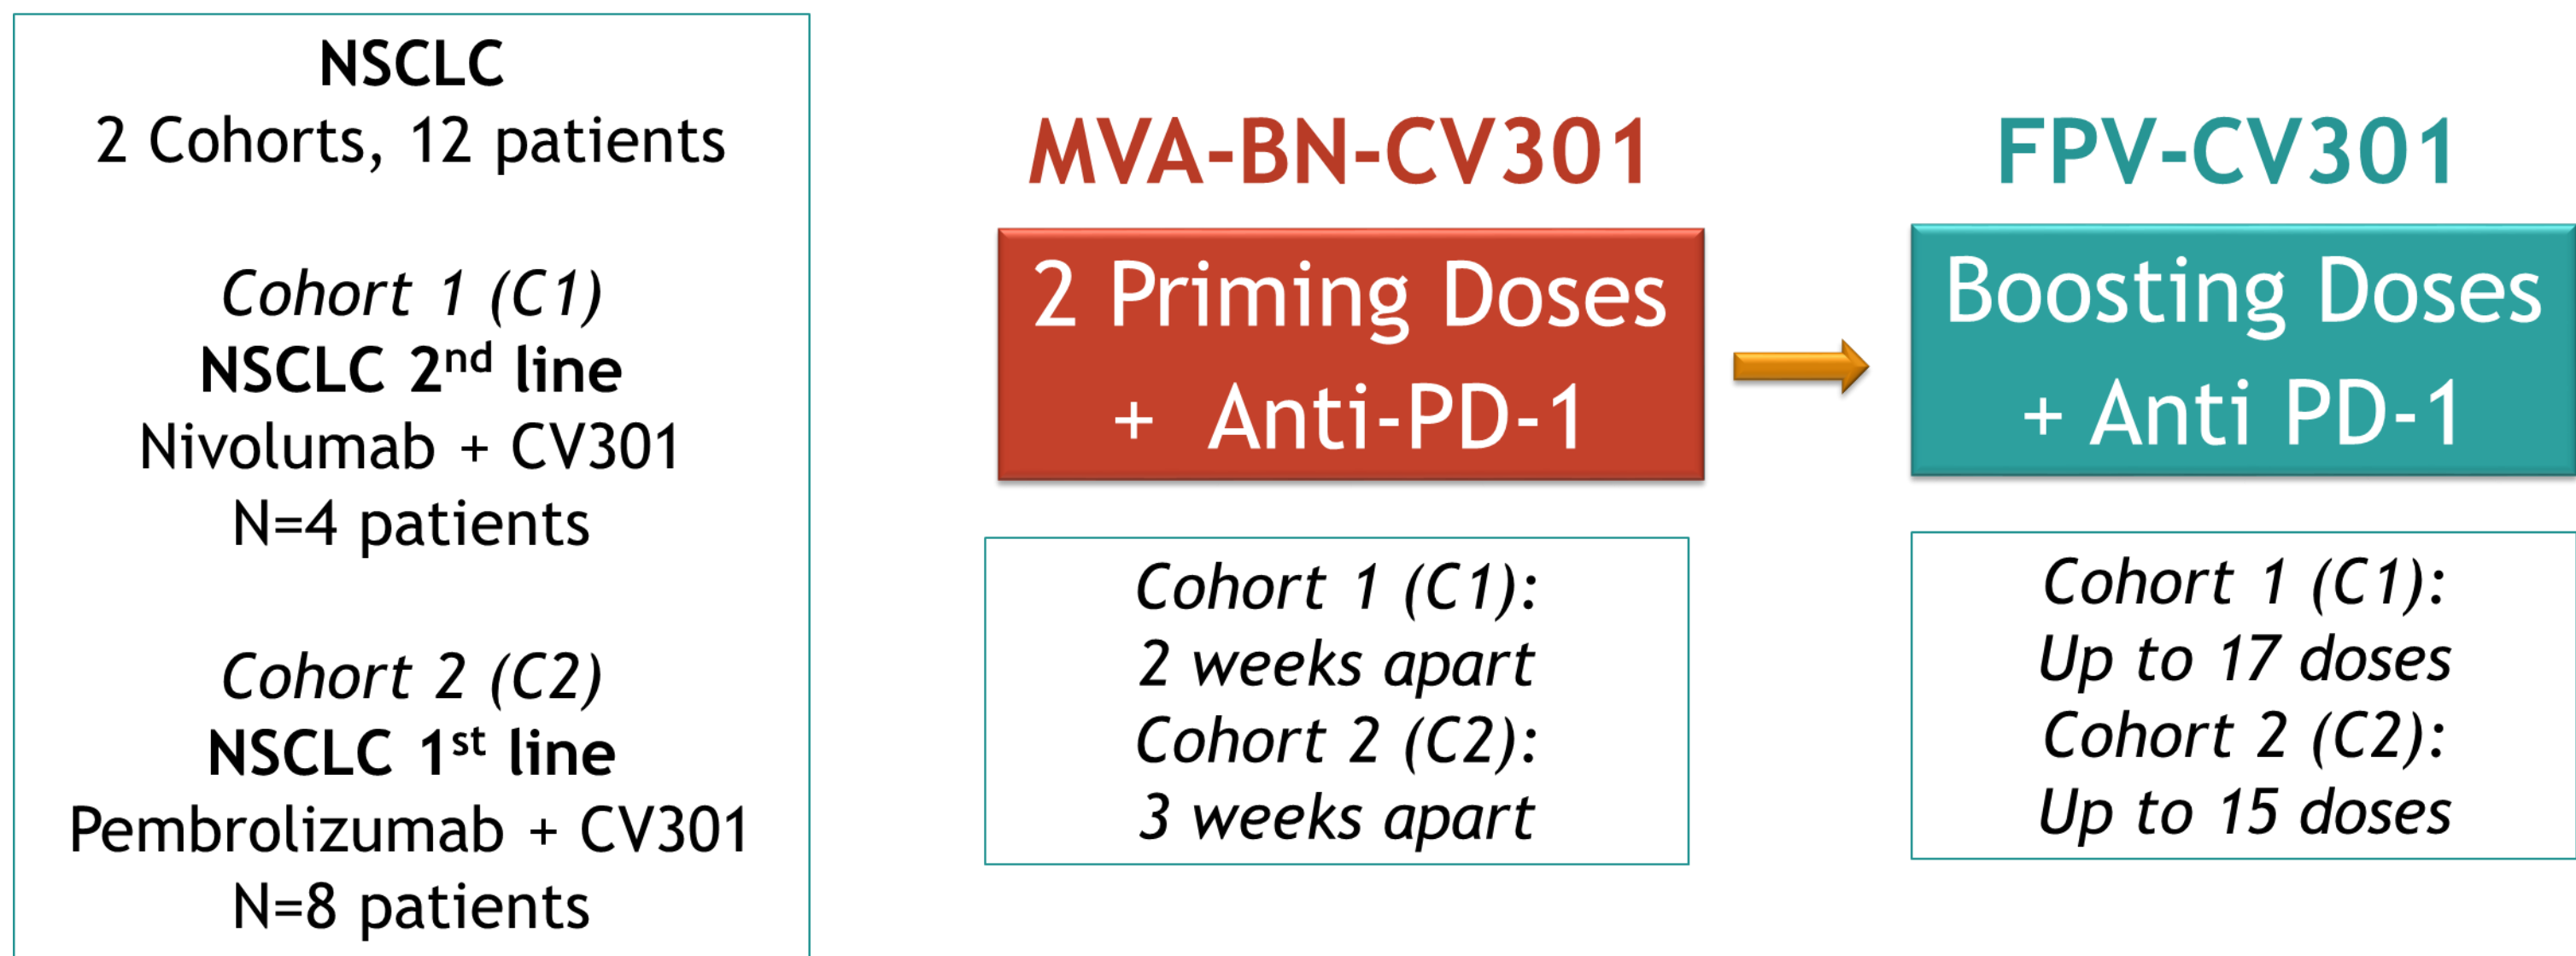 NSCLC
2 Cohorts, 12 patients
Cohort 1 (C1)
NSCLC 2nd line
Nivolumab + CV301
N=4 patients
Cohort 2 (C2)
NSCLC 1st line
Pembrolizumab + CV301
N=8 patients
MVA-BN-CV301
2 Priming Doses
+ Anti-PD-1
Cohort 1 (C1):
2 weeks apart
Cohort 2 (C2):
3 weeks apart
FPV-CV301
Boosting Doses
+ Anti PD-1
Cohort 1 (C1):
Up to 17 doses
Cohort 2 (C2):
Up to 15 doses